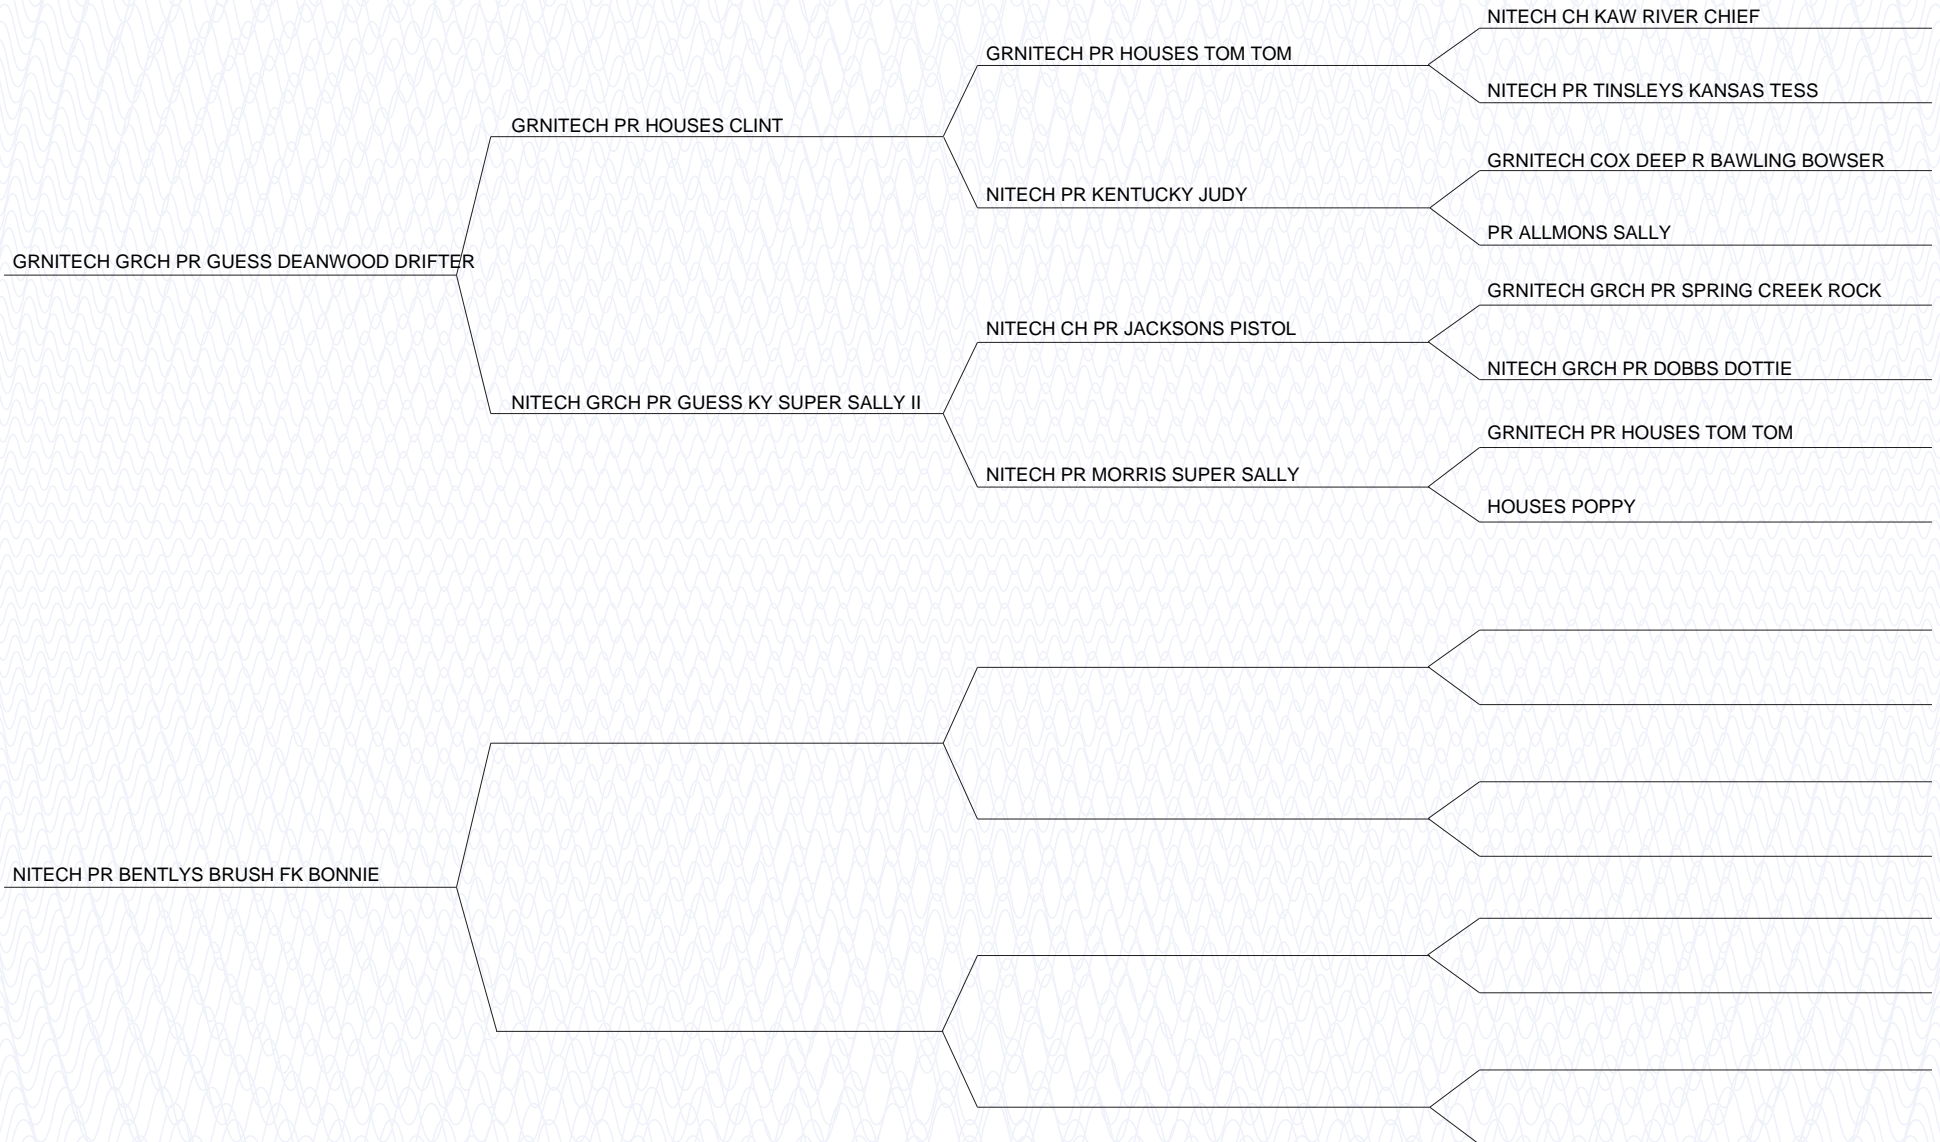 NITECH CH KAW RIVER CHIEF
GRNITECH PR HOUSES TOM TOM
NITECH PR TINSLEYS KANSAS TESS
GRNITECH PR HOUSES CLINT
GRNITECH COX DEEP R BAWLING BOWSER
NITECH PR KENTUCKY JUDY
PR ALLMONS SALLY
GRNITECH GRCH PR GUESS DEANWOOD DRIFTER
GRNITECH GRCH PR SPRING CREEK ROCK
NITECH CH PR JACKSONS PISTOL
NITECH GRCH PR DOBBS DOTTIE
NITECH GRCH PR GUESS KY SUPER SALLY II
GRNITECH PR HOUSES TOM TOM
NITECH PR MORRIS SUPER SALLY
HOUSES POPPY
NITECH PR BENTLYS BRUSH FK BONNIE